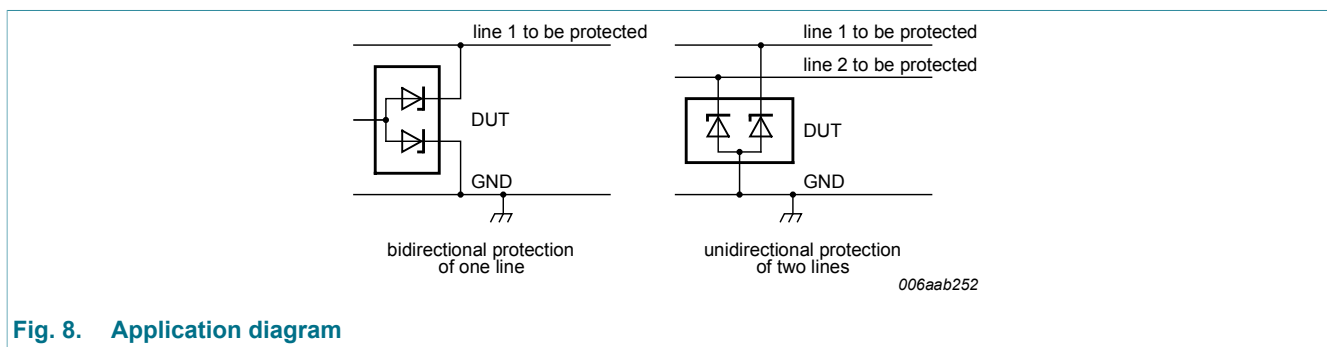 line 1 to be protected
DUT
GND
bidirectional protection
of one line
line 1 to be protected
line 2 to be protected
DUT
GND
unidirectional protection
of two lines
006aab252
Fig. 8. Application diagram